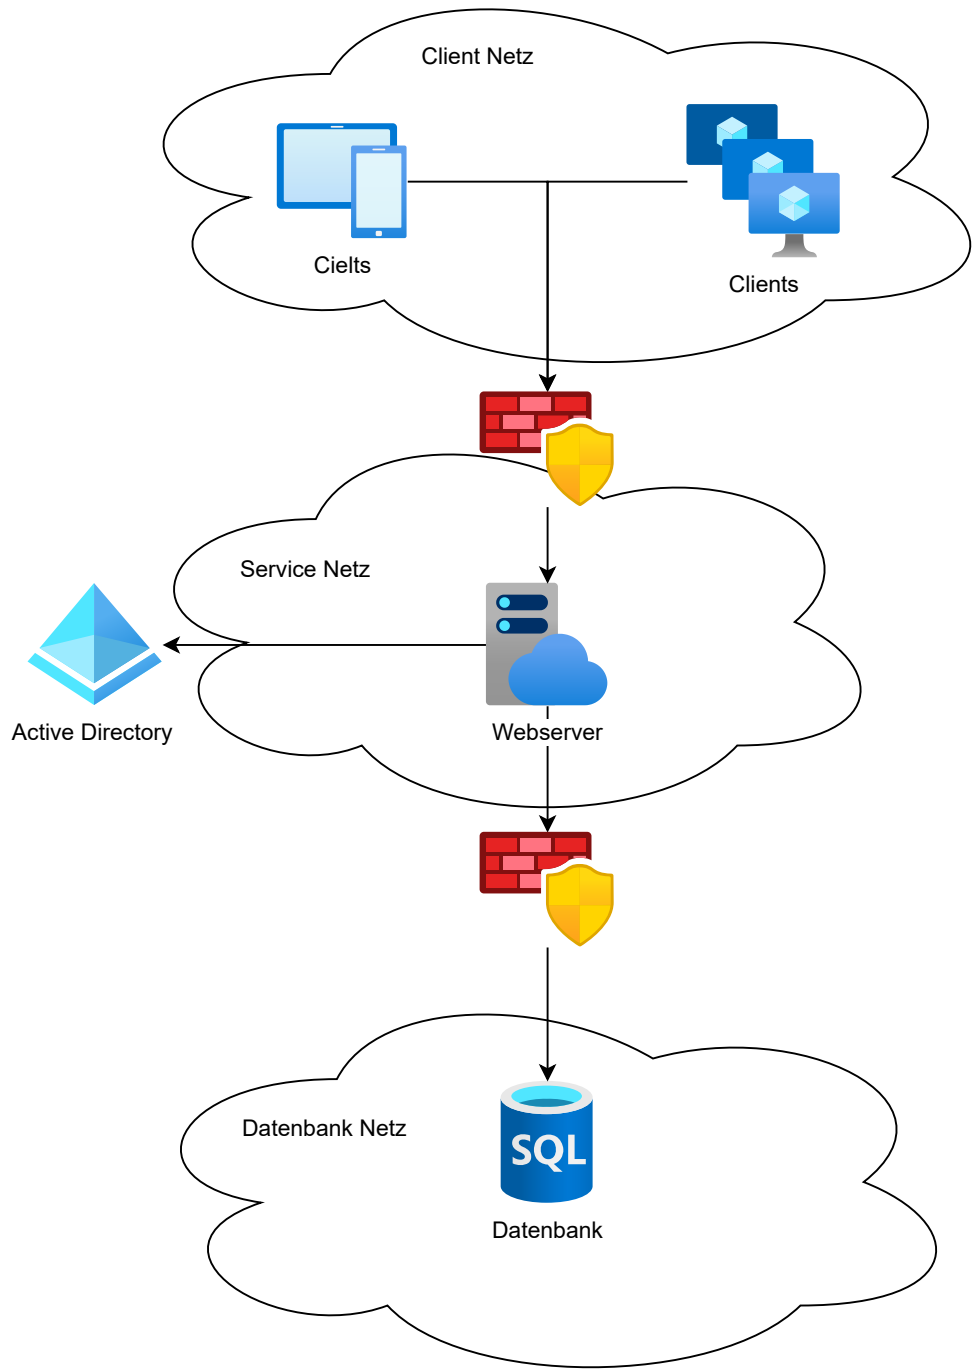 Client Netz
Cielts
Clients
Service Netz
Active Directory
Webserver
Datenbank Netz
SQL
Datenbank